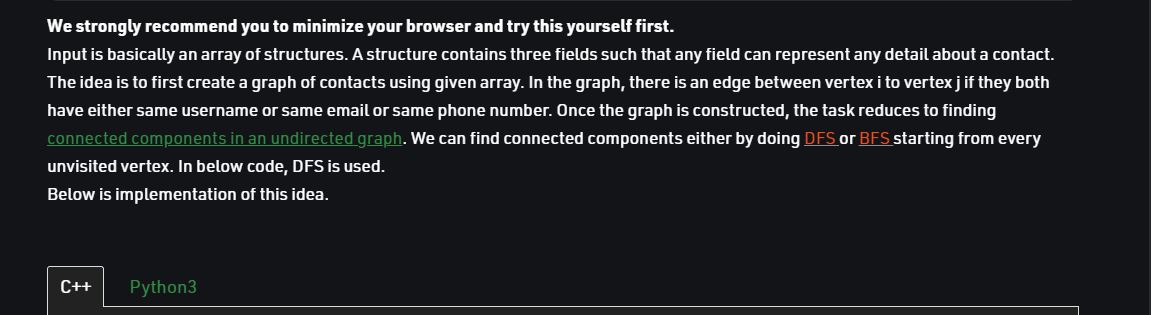 We strongly recommend you to minimize your browser and try this yourself first.
Input is basically an array of structures. A structure contains three fields such that any field can represent any detail about a contact.
The idea is to first create a graph of contacts using given array. In the graph, there is an edge between vertex i to vertex j if they both
have either same username or same email or same phone number. Once the graph is constructed, the task reduces to finding
connected components in an undirected graph. We can find connected components either by doing DFS or BFS starting from every
unvisited vertex. In below code, DFS is used.
Below is implementation of this idea.
C++ Python3